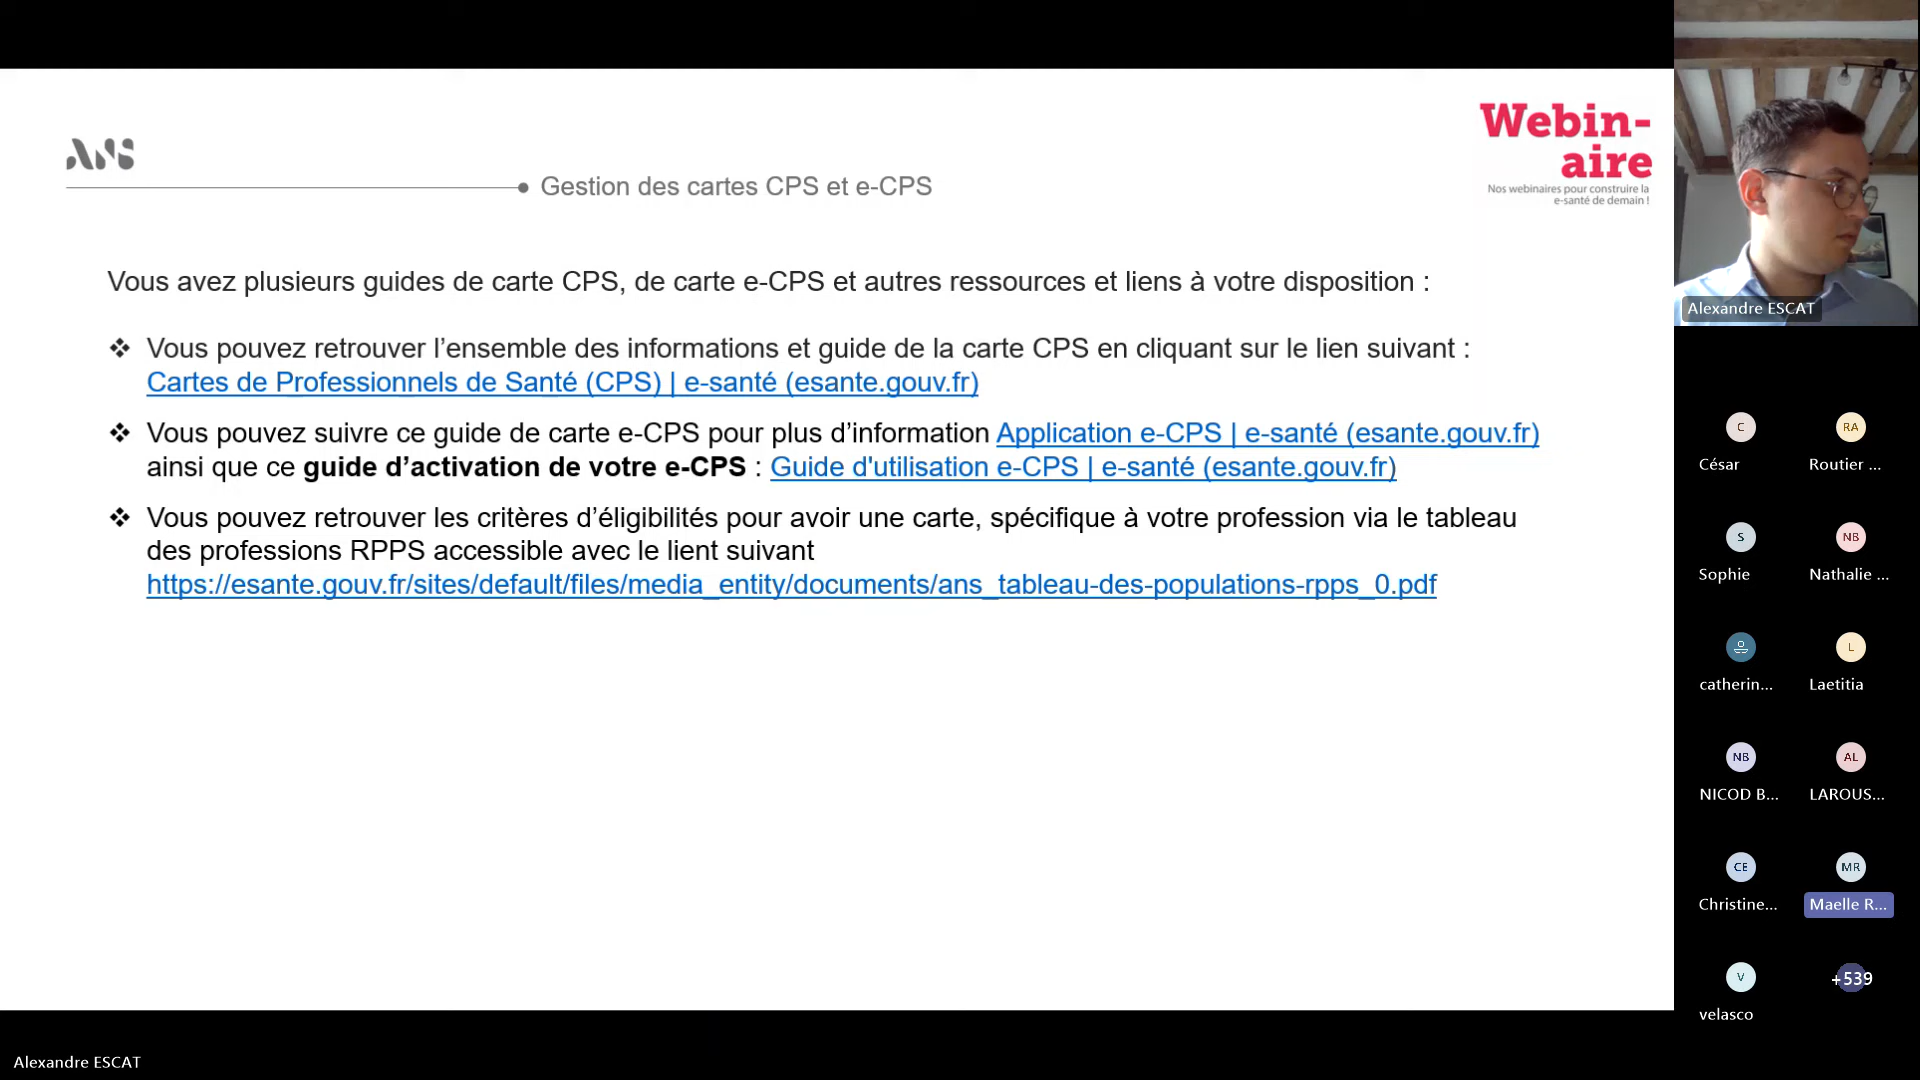 ANS
Gestion des cartes CPS et e-CPS
Webin-
aire
Nos webinaires pour construire la
e-santé de demain !
Vous avez plusieurs guides de carte CPS, de carte e-CPS et autres ressources et liens à votre disposition :
❖ Vous pouvez retrouver l’ensemble des informations et guide de la carte CPS en cliquant sur le lien suivant :
Cartes de Professionnels de Santé (CPS) | e-santé (esante.gouv.fr)
❖ Vous pouvez suivre ce guide de carte e-CPS pour plus d’information Application e-CPS | e-santé (esante.gouv.fr)
ainsi que ce guide d’activation de votre e-CPS : Guide d'utilisation e-CPS | e-santé (esante.gouv.fr)
❖ Vous pouvez retrouver les critères d’éligibilités pour avoir une carte, spécifique à votre profession via le tableau
des professions RPPS accessible avec le lient suivant
https://esante.gouv.fr/sites/default/files/media_entity/documents/ans_tableau-des-populations-rpps_0.pdf
Alexandre ESCAT
C
RA
César
Routier ...
S
NB
Sophie
Nathalie ...
L
catherin...
Laetitia
NB
AL
NICOD B...
LAROUS...
CE
MR
Christine...
Maelle R...
V
+539
velasco
Alexandre ESCAT